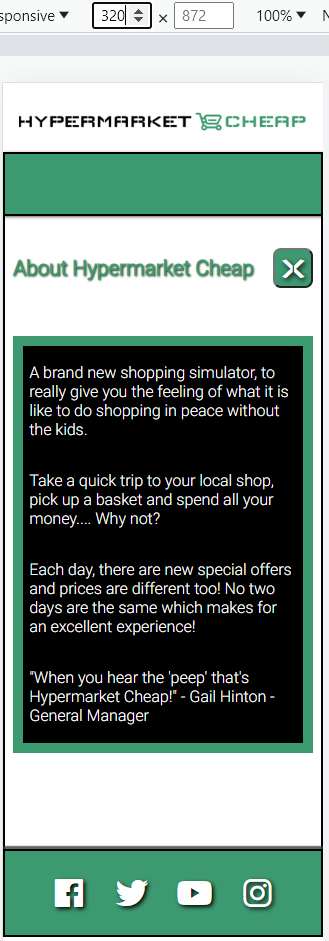 sponsive ▼ 320 × 872 100% ▼
HYPERMARKET CHEAP
About Hypermarket Cheap
A brand new shopping simulator, to
really give you the feeling of what it is
like to do shopping in peace without
the kids.
Take a quick trip to your local shop,
pick up a basket and spend all your
money.... Why not?
Each day, there are new special offers
and prices are different too! No two
days are the same which makes for
an excellent experience!
"When you hear the 'peep' that's
Hypermarket Cheap!" - Gail Hinton -
General Manager